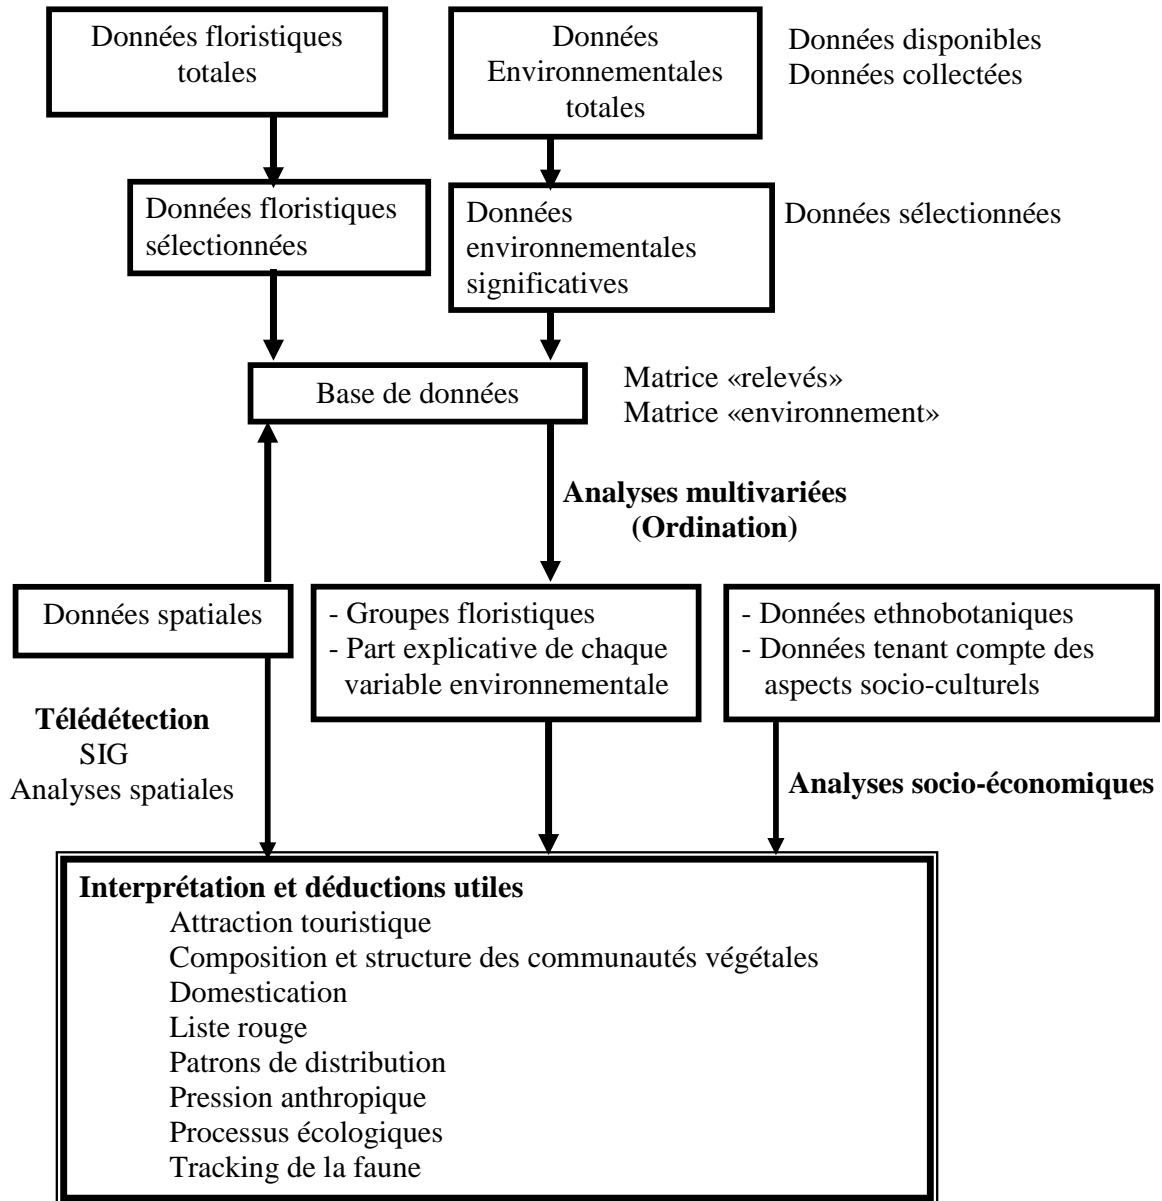 Données floristiques
totales
Données
Environnementales
totales
Données disponibles
Données collectées
Données floristiques
sélectionnées
Données
environnementales
significatives
Données sélectionnées
Base de données
Matrice «relevés»
Matrice «environnement»
Analyses multivariées
(Ordination)
Données spatiales
- Groupes floristiques
- Part explicative de chaque
variable environnementale
- Données ethnobotaniques
- Données tenant compte des
aspects socio-culturels
Télédétection
SIG
Analyses spatiales
Analyses socio-économiques
Interprétation et déductions utiles
Attraction touristique
Composition et structure des communautés végétales
Domestication
Liste rouge
Patrons de distribution
Pression anthropique
Processus écologiques
Tracking de la faune